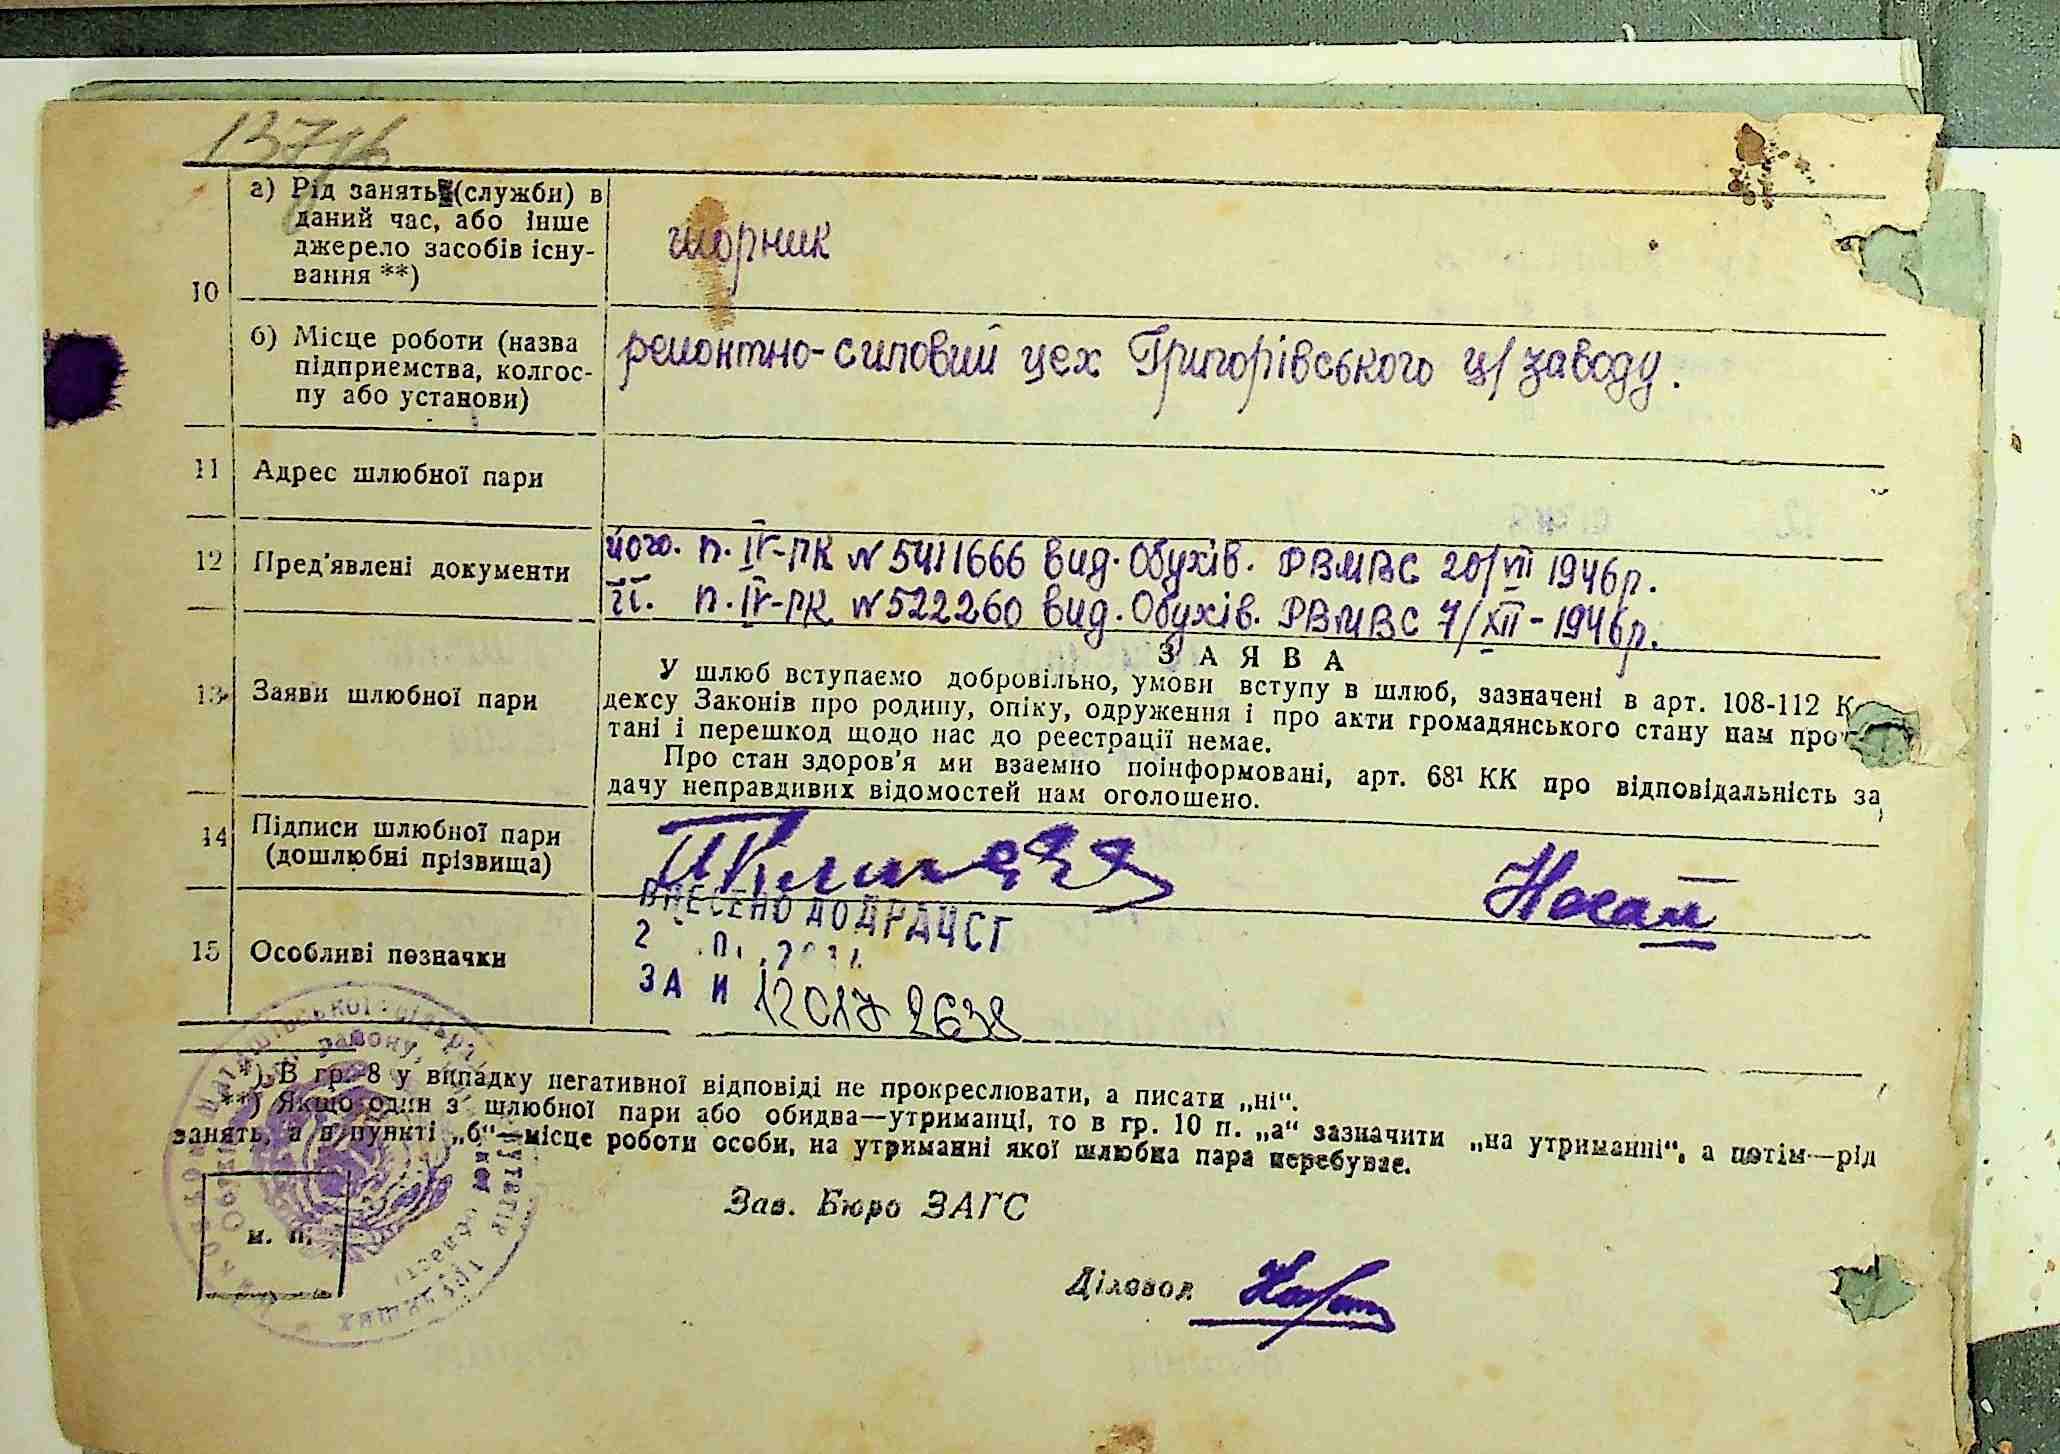 а) Рід занять (служби) в
даний час, або інше
джерело засобів існу-
вання **)
шорник
10
б) Місце роботи (назва
підприємства, колгос-
пу або установи)
ремонтно-силовий цех Григорівського ц/заводу.
11 Адрес шлюбної пари
12 Пред'явлені документи
його. п. IV-ПК № 5411666 вид. Обухів. РВМВС 20/VII 1946р.
її. п. IV-ПК № 522260 вид. Обухів. РВМВС 7/XII-1946р.
13 Заяви шлюбної пари
ЗАЯВА
У шлюб вступаємо добровільно, умови вступу в шлюб, зазначені в арт. 108-112 К
дексу Законів про родину, опіку, одруження і про акти громадянського стану нам про
тані і перешкод щодо нас до реєстрації немає.
Про стан здоров'я ми взаємно поінформовані, арт. 68¹ КК про відповідальність за
дачу неправдивих відомостей нам оголошено.
14 Підписи шлюбної пари
(дошлюбні прізвища)
Носал
15 Особливі позначки
ВНЕСЕНО ДО ДРАЦСГ
ЗА И
*) В гр. 8 у випадку негативної відповіді не прокреслювати, а писати „ні“.
**) Якщо один з шлюбної пари або обидва—утриманці, то в гр. 10 п. „а“ зазначити „на утриманні“, а потім—рід
занять, а в пункті „б“—місце роботи особи, на утриманні якої шлюбна пара перебуває.
м. п.
Зав. Бюро ЗАГС
Діловод